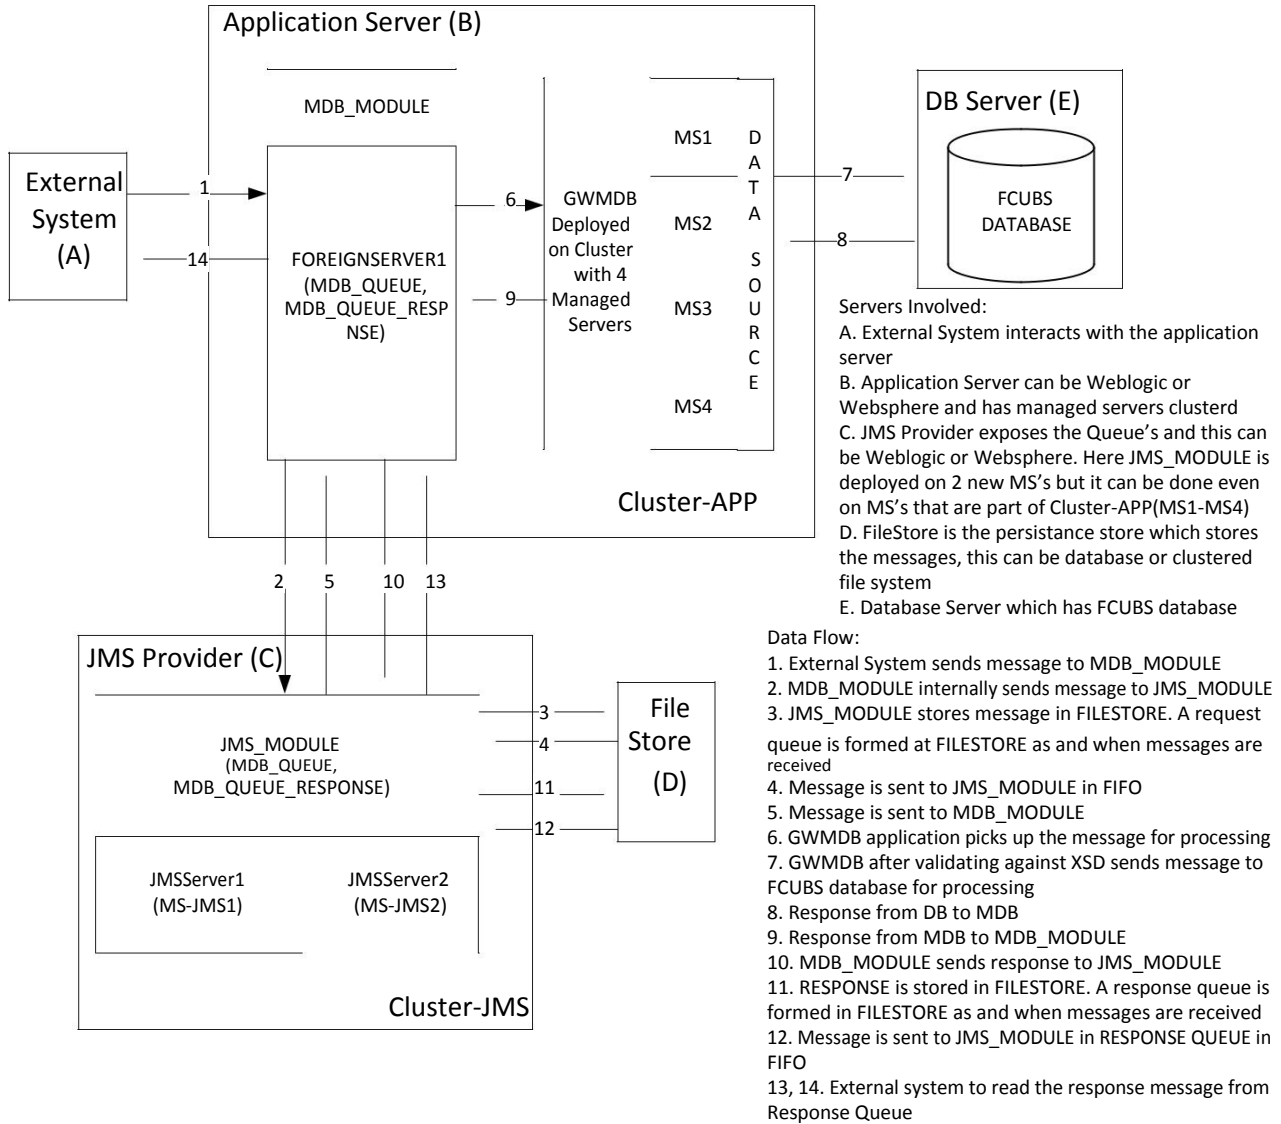 Application Server (B)
MDB_MODULE
External
System
(A)
1
14
FOREIGNSERVER1
(MDB_QUEUE,
MDB_QUEUE_RESP
NSE)
6
9
GWMDB
Deployed
on Cluster
with 4
Managed
Servers
MS1
MS2
MS3
MS4
D
A
T
A
S
O
U
R
C
E
Cluster-APP
7
8
DB Server (E)
FCUBS
DATABASE
Servers Involved:
A. External System interacts with the application
server
B. Application Server can be Weblogic or
Websphere and has managed servers clusterd
C. JMS Provider exposes the Queue's and this can
be Weblogic or Websphere. Here JMS_MODULE is
deployed on 2 new MS's but it can be done even
on MS's that are part of Cluster-APP(MS1-MS4)
D. FileStore is the persistance store which stores
the messages, this can be database or clustered
file system
E. Database Server which has FCUBS database
2
5
10
13
JMS Provider (C)
JMS_MODULE
(MDB_QUEUE,
MDB_QUEUE_RESPONSE)
JMSServer1
(MS-JMS1)
JMSServer2
(MS-JMS2)
Cluster-JMS
3
4
11
12
File
Store
(D)
Data Flow:
1. External System sends message to MDB_MODULE
2. MDB_MODULE internally sends message to JMS_MODULE
3. JMS_MODULE stores message in FILESTORE. A request
queue is formed at FILESTORE as and when messages are
received
4. Message is sent to JMS_MODULE in FIFO
5. Message is sent to MDB_MODULE
6. GWMDB application picks up the message for processing
7. GWMDB after validating against XSD sends message to
FCUBS database for processing
8. Response from DB to MDB
9. Response from MDB to MDB_MODULE
10. MDB_MODULE sends response to JMS_MODULE
11. RESPONSE is stored in FILESTORE. A response queue is
formed in FILESTORE as and when messages are received
12. Message is sent to JMS_MODULE in RESPONSE QUEUE in
FIFO
13, 14. External system to read the response message from
Response Queue